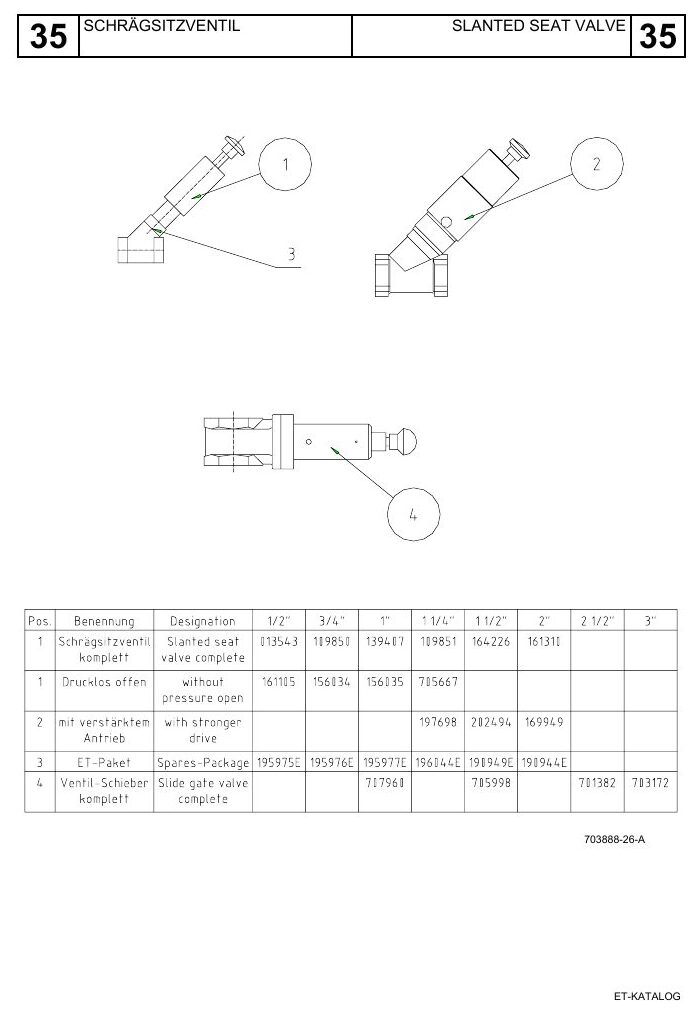 35 SCHRÄGSITZVENTIL SLANTED SEAT VALVE 35
1
2
3
4
Pos. Benennung Designation 1/2" 3/4" 1" 1 1/4" 1 1/2" 2" 2 1/2" 3"
1 Schrägsitzventil Slanted seat 013543 109850 139407 109851 164226 161310
komplett valve complete
1 Drucklos offen without 161105 156034 156035 705667
pressure open
2 mit verstärktem with stronger 197698 202494 169949
Antrieb drive
3 ET-Paket Spares-Package 195975E 195976E 195977E 196044E 190949E 190944E
4 Ventil-Schieber Slide gate valve 707960 705998 701382 703172
komplett complete
703888-26-A
ET-KATALOG